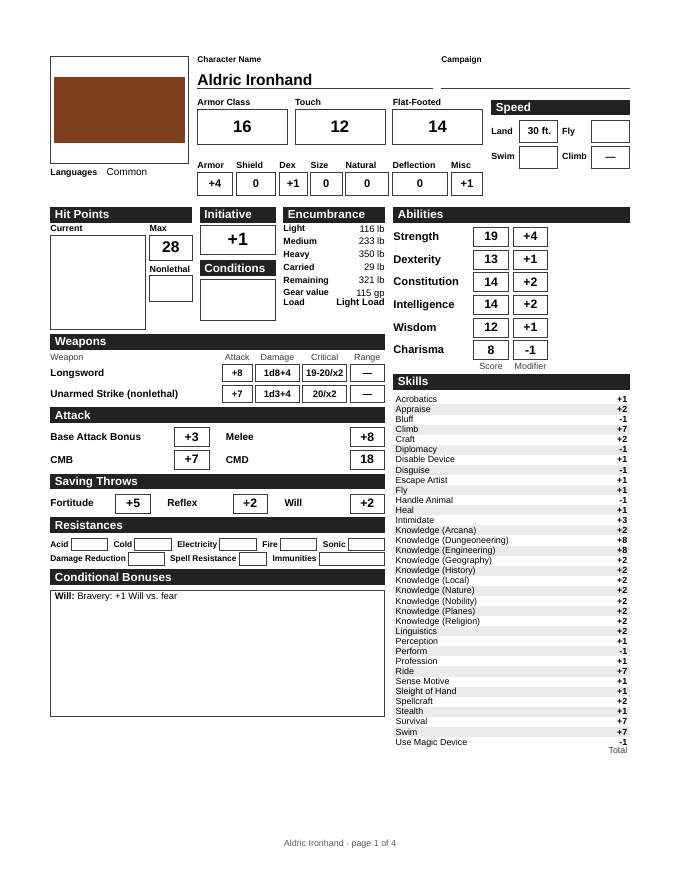 Character Name Campaign
Aldric Ironhand
Armor Class Touch Flat-Footed Speed
16 12 14
Land 30 ft. Fly
Swim Climb —
Languages Common
Armor Shield Dex Size Natural Deflection Misc
+4 0 +1 0 0 0 +1
Hit Points
Current Max
28
Nonlethal
Initiative
+1
Conditions
Encumbrance
Light 116 lb
Medium 233 lb
Heavy 350 lb
Carried 29 lb
Remaining 321 lb
Gear value 115 gp
Load Light Load
Weapons
Weapon Attack Damage Critical Range
Longsword +8 1d8+4 19-20/x2 —
Unarmed Strike (nonlethal) +7 1d3+4 20/x2 —
Attack
Base Attack Bonus +3 Melee +8
CMB +7 CMD 18
Saving Throws
Fortitude +5 Reflex +2 Will +2
Resistances
Acid Cold Electricity Fire Sonic
Damage Reduction Spell Resistance Immunities
Conditional Bonuses
Will: Bravery: +1 Will vs. fear
Abilities
Strength 19 +4
Dexterity 13 +1
Constitution 14 +2
Intelligence 14 +2
Wisdom 12 +1
Charisma 8 -1
Score Modifier
Skills
Acrobatics +1
Appraise +2
Bluff -1
Climb +7
Craft +2
Diplomacy -1
Disable Device +1
Disguise -1
Escape Artist +1
Fly +1
Handle Animal -1
Heal +1
Intimidate +3
Knowledge (Arcana) +2
Knowledge (Dungeoneering) +8
Knowledge (Engineering) +8
Knowledge (Geography) +2
Knowledge (History) +2
Knowledge (Local) +2
Knowledge (Nature) +2
Knowledge (Nobility) +2
Knowledge (Planes) +2
Knowledge (Religion) +2
Linguistics +2
Perception +1
Perform -1
Profession +1
Ride +7
Sense Motive +1
Sleight of Hand +1
Spellcraft +2
Stealth +1
Survival +7
Swim +7
Use Magic Device -1
Total
Aldric Ironhand · page 1 of 4